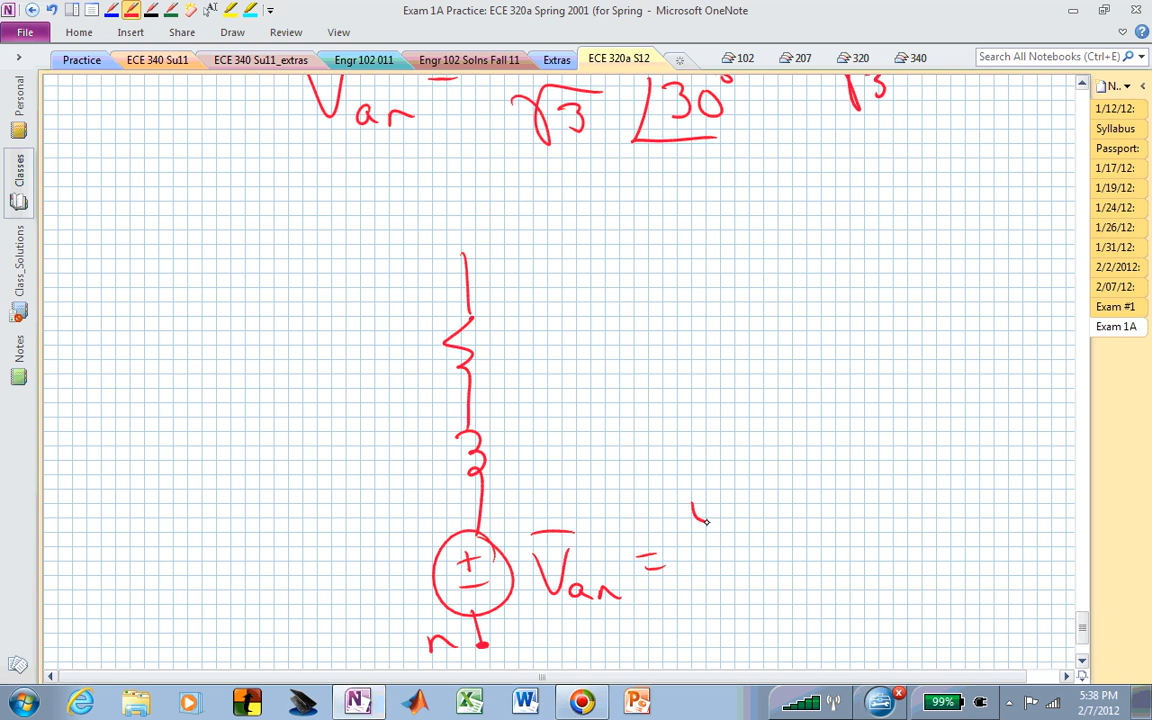 Exam 1A Practice: ECE 320a Spring 2001 (for Spring - Microsoft OneNote
File Home Insert Share Draw Review View
Practice ECE 340 Su11 ECE 340 Su11_extras Engr 102 011 Engr 102 Solns Fall 11 Extras ECE 320a S12 102 207 320 340
Search All Notebooks (Ctrl+E)
N..
Personal
Classes
Class_Solutions
Notes
1/12/12:
Syllabus
Passport:
1/17/12:
1/19/12:
1/24/12:
1/26/12:
1/31/12:
2/2/2012:
2/07/12:
Exam #1
Exam 1A
Van = √3 ∠30° √3
+
−
Van =
n
99%
5:38 PM
2/7/2012